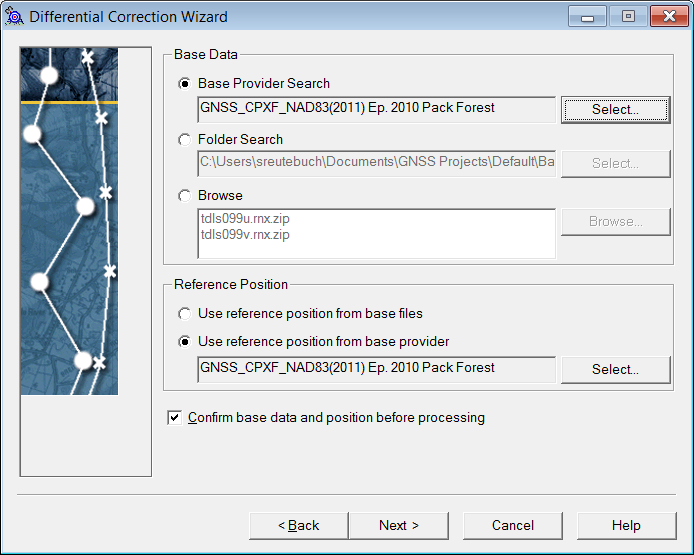 Differential Correction Wizard
Base Data
Base Provider Search
GNSS_CPXF_NAD83(2011) Ep. 2010 Pack Forest
Select...
Folder Search
C:\Users\sreutebuch\Documents\GNSS Projects\Default\Ba
Select...
Browse
tdls099u.rnx.zip
tdls099v.rnx.zip
Browse...
Reference Position
Use reference position from base files
Use reference position from base provider
GNSS_CPXF_NAD83(2011) Ep. 2010 Pack Forest
Select...
Confirm base data and position before processing
< Back
Next >
Cancel
Help